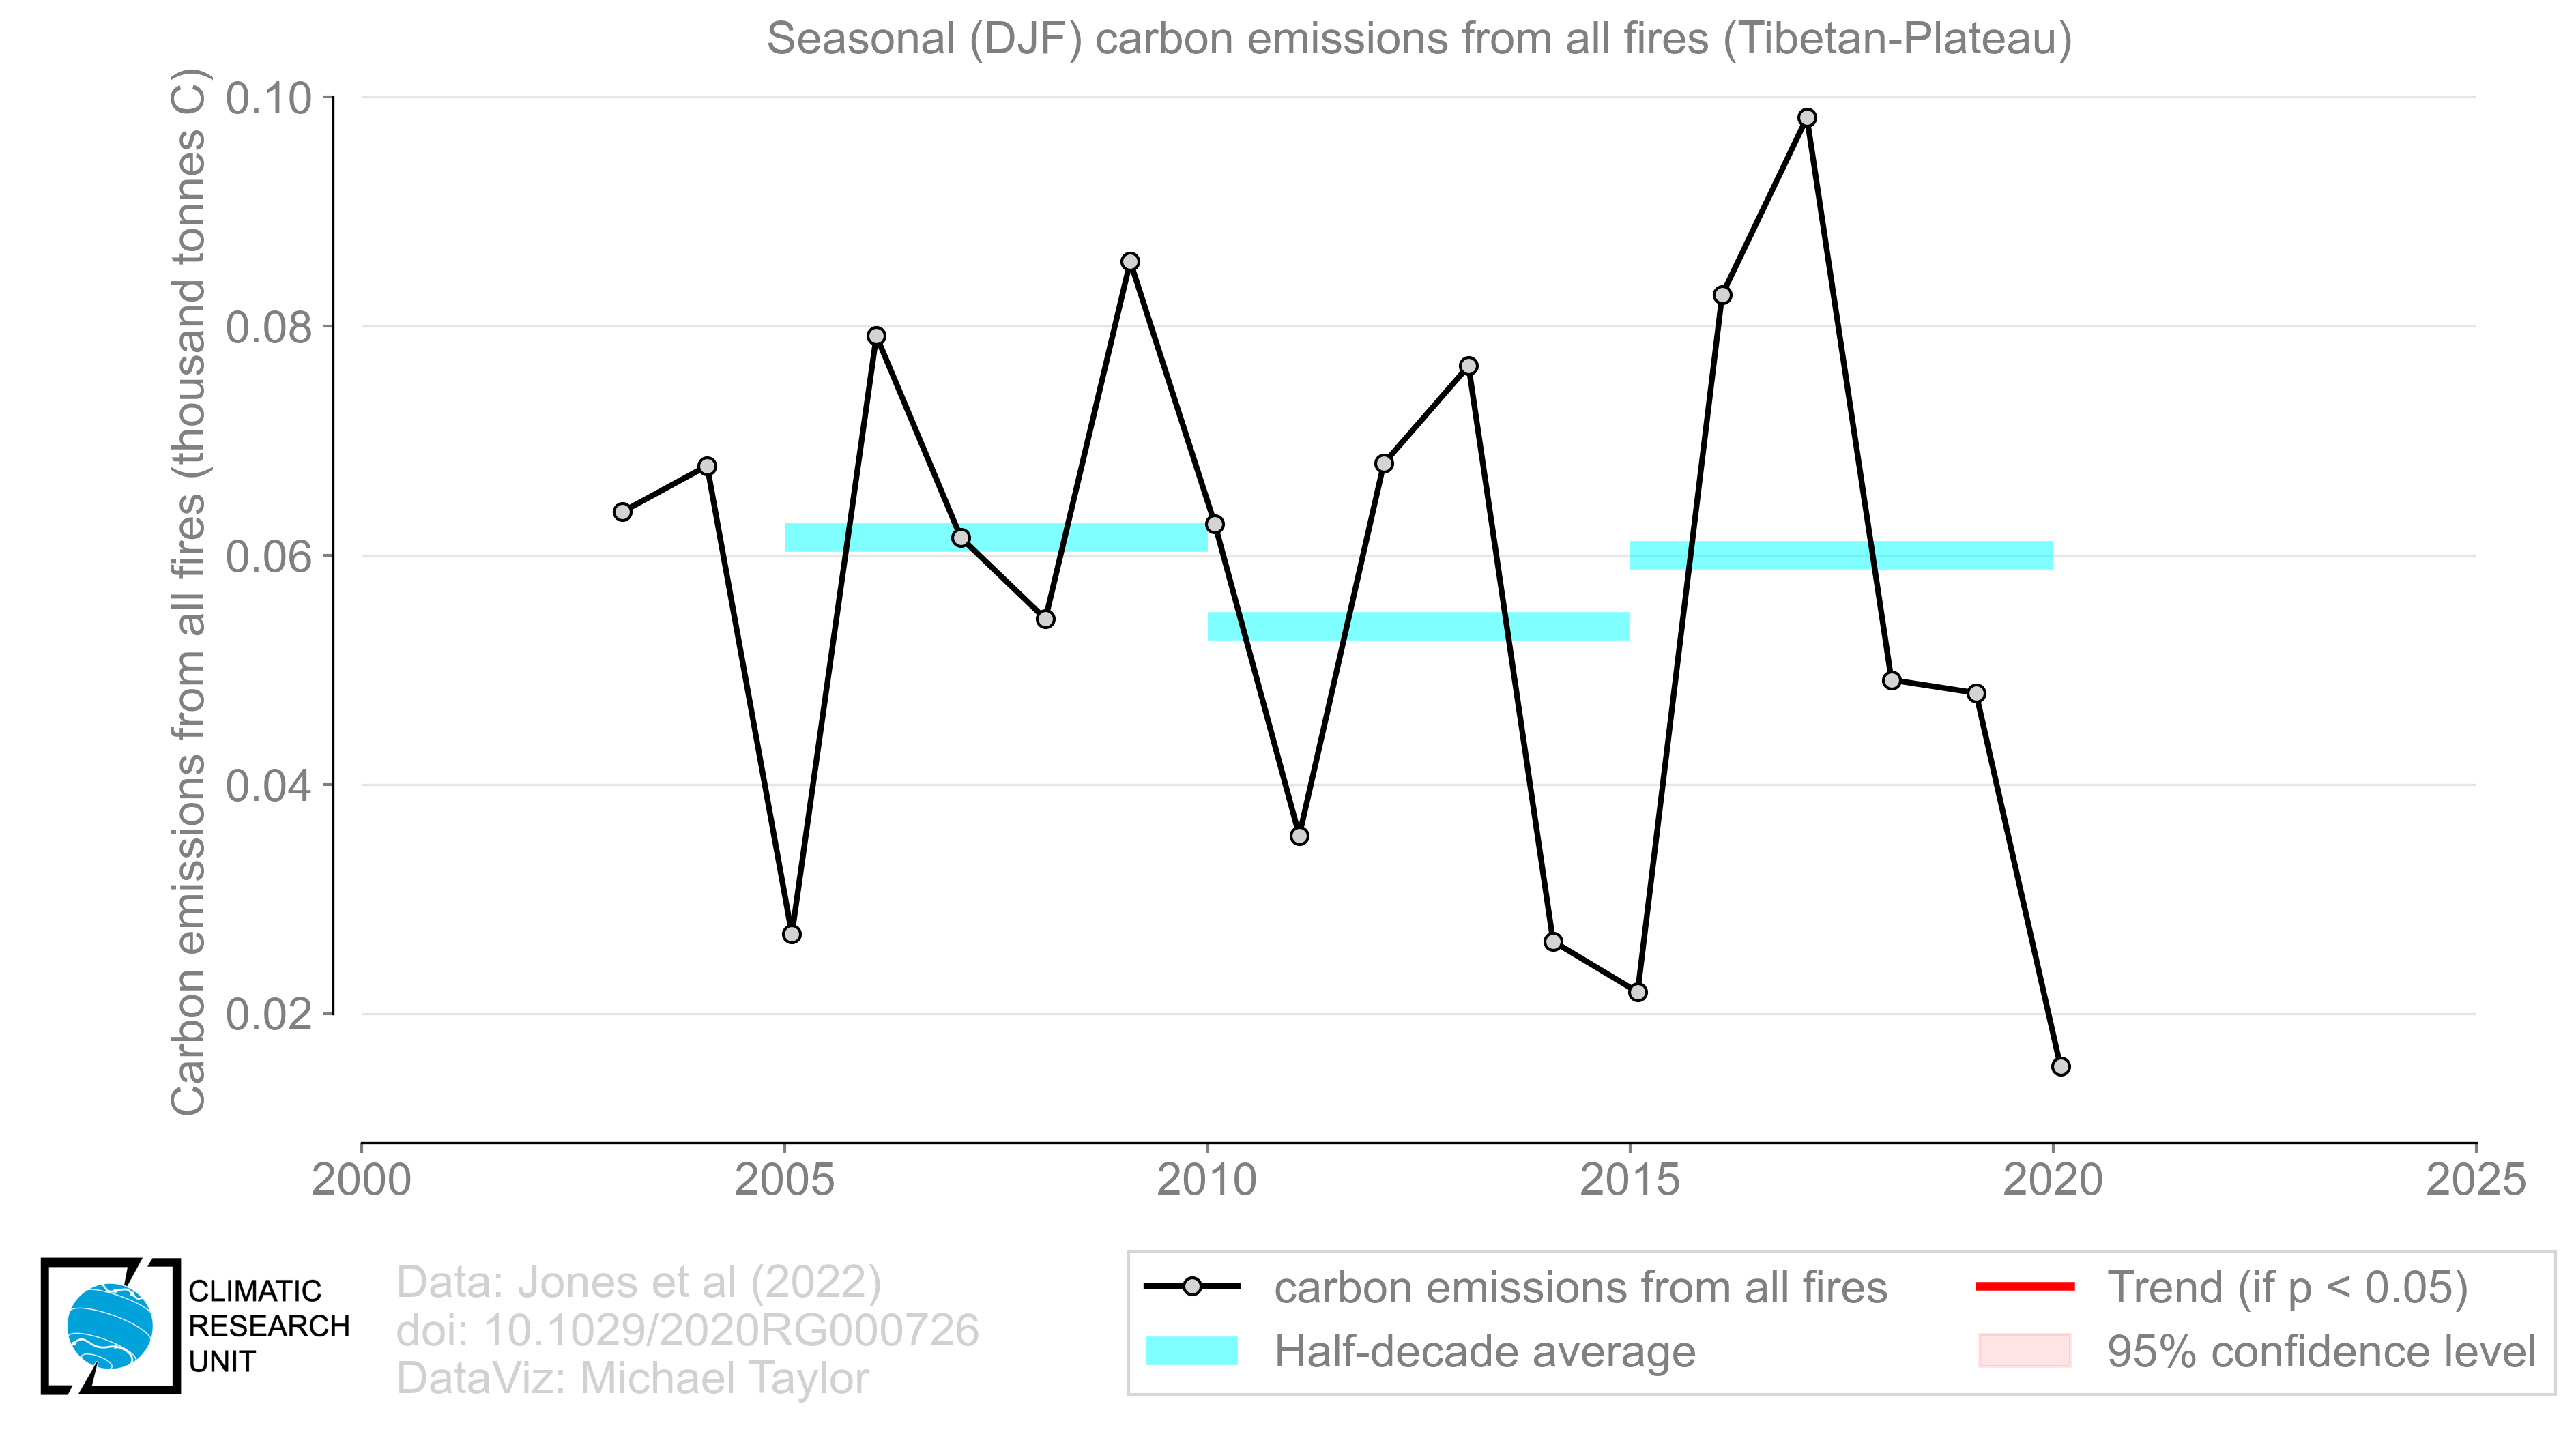 Seasonal (DJF) carbon emissions from all fires (Tibetan-Plateau)
Carbon emissions from all fires (thousand tonnes C)
0.10
0.08
0.06
0.04
0.02
2000 2005 2010 2015 2020 2025
CLIMATIC
RESEARCH
UNIT
Data: Jones et al (2022)
doi: 10.1029/2020RG000726
DataViz: Michael Taylor
carbon emissions from all fires
Half-decade average
Trend (if p < 0.05)
95% confidence level